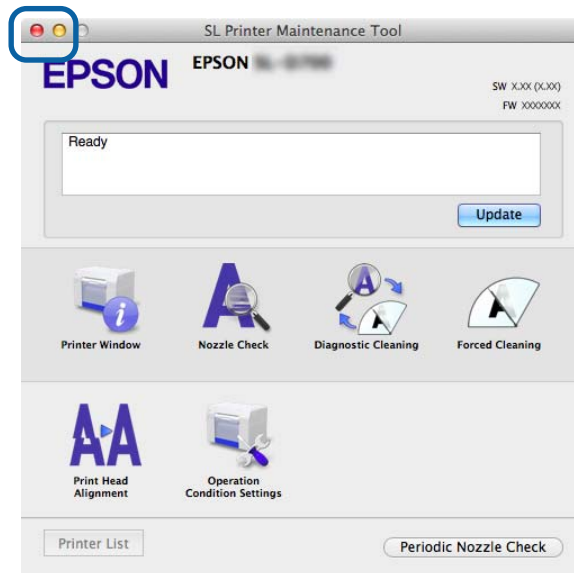 SL Printer Maintenance Tool
EPSON
EPSON
SW X.XX (X.XX)
FW XXXXXXX
Ready
Update
Printer Window
Nozzle Check
Diagnostic Cleaning
Forced Cleaning
Print Head
Alignment
Operation
Condition Settings
Printer List
Periodic Nozzle Check